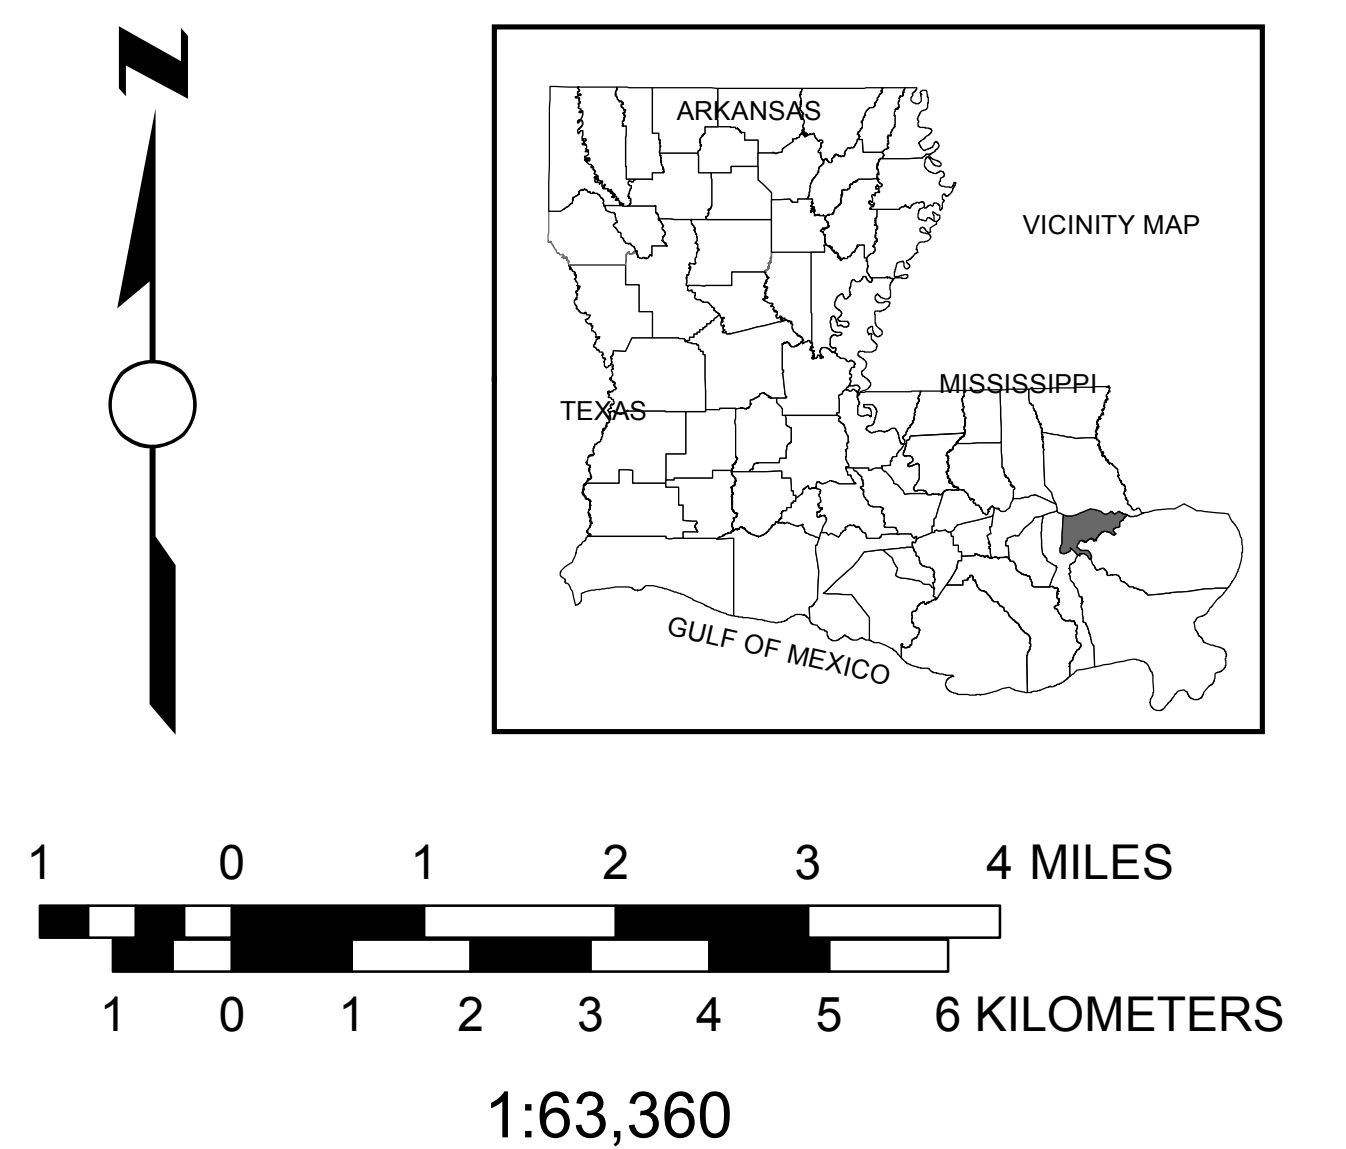 N
ARKANSAS
VICINITY MAP
MISSISSIPPI
TEXAS
GULF OF MEXICO
1 0 1 2 3 4 MILES
1 0 1 2 3 4 5 6 KILOMETERS
1:63,360